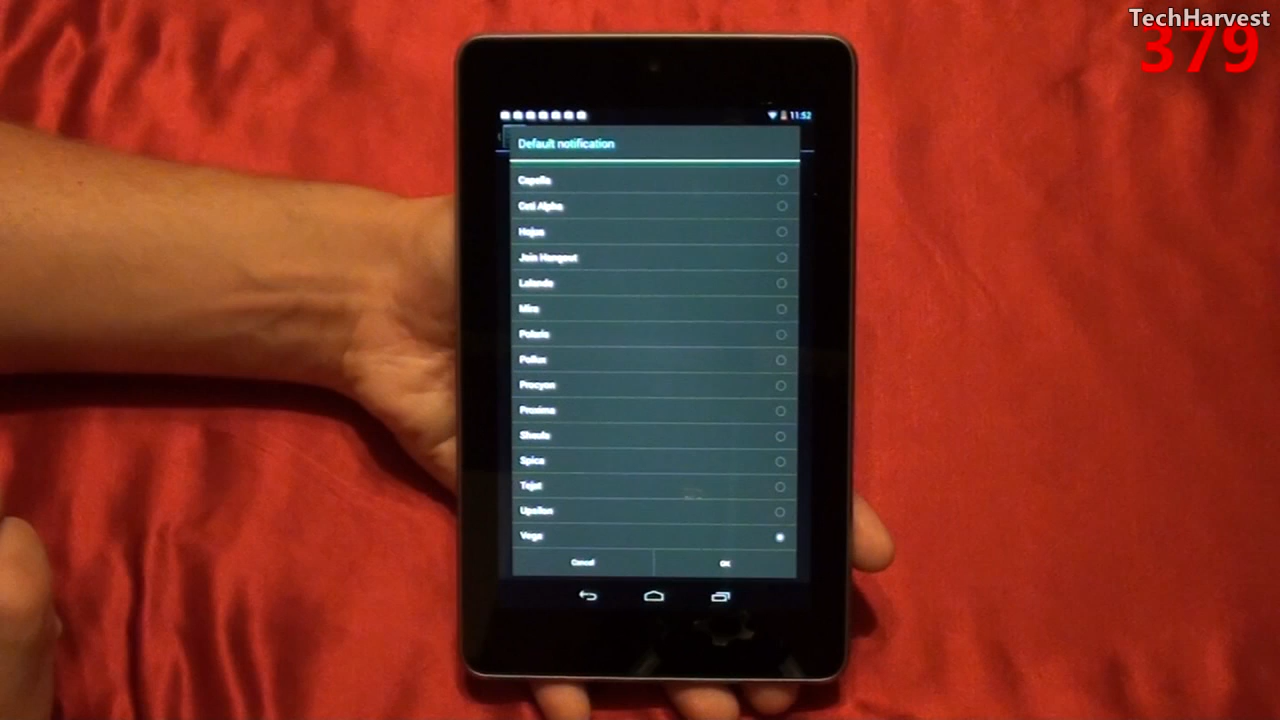 TechHarvest
379
11:52
Default notification
Capella
Ceti Alpha
Hojus
Join Hangout
Lalande
Mira
Polaris
Pollux
Procyon
Proxima
Shaula
Spica
Tejat
Upsilon
Vega
Cancel
OK